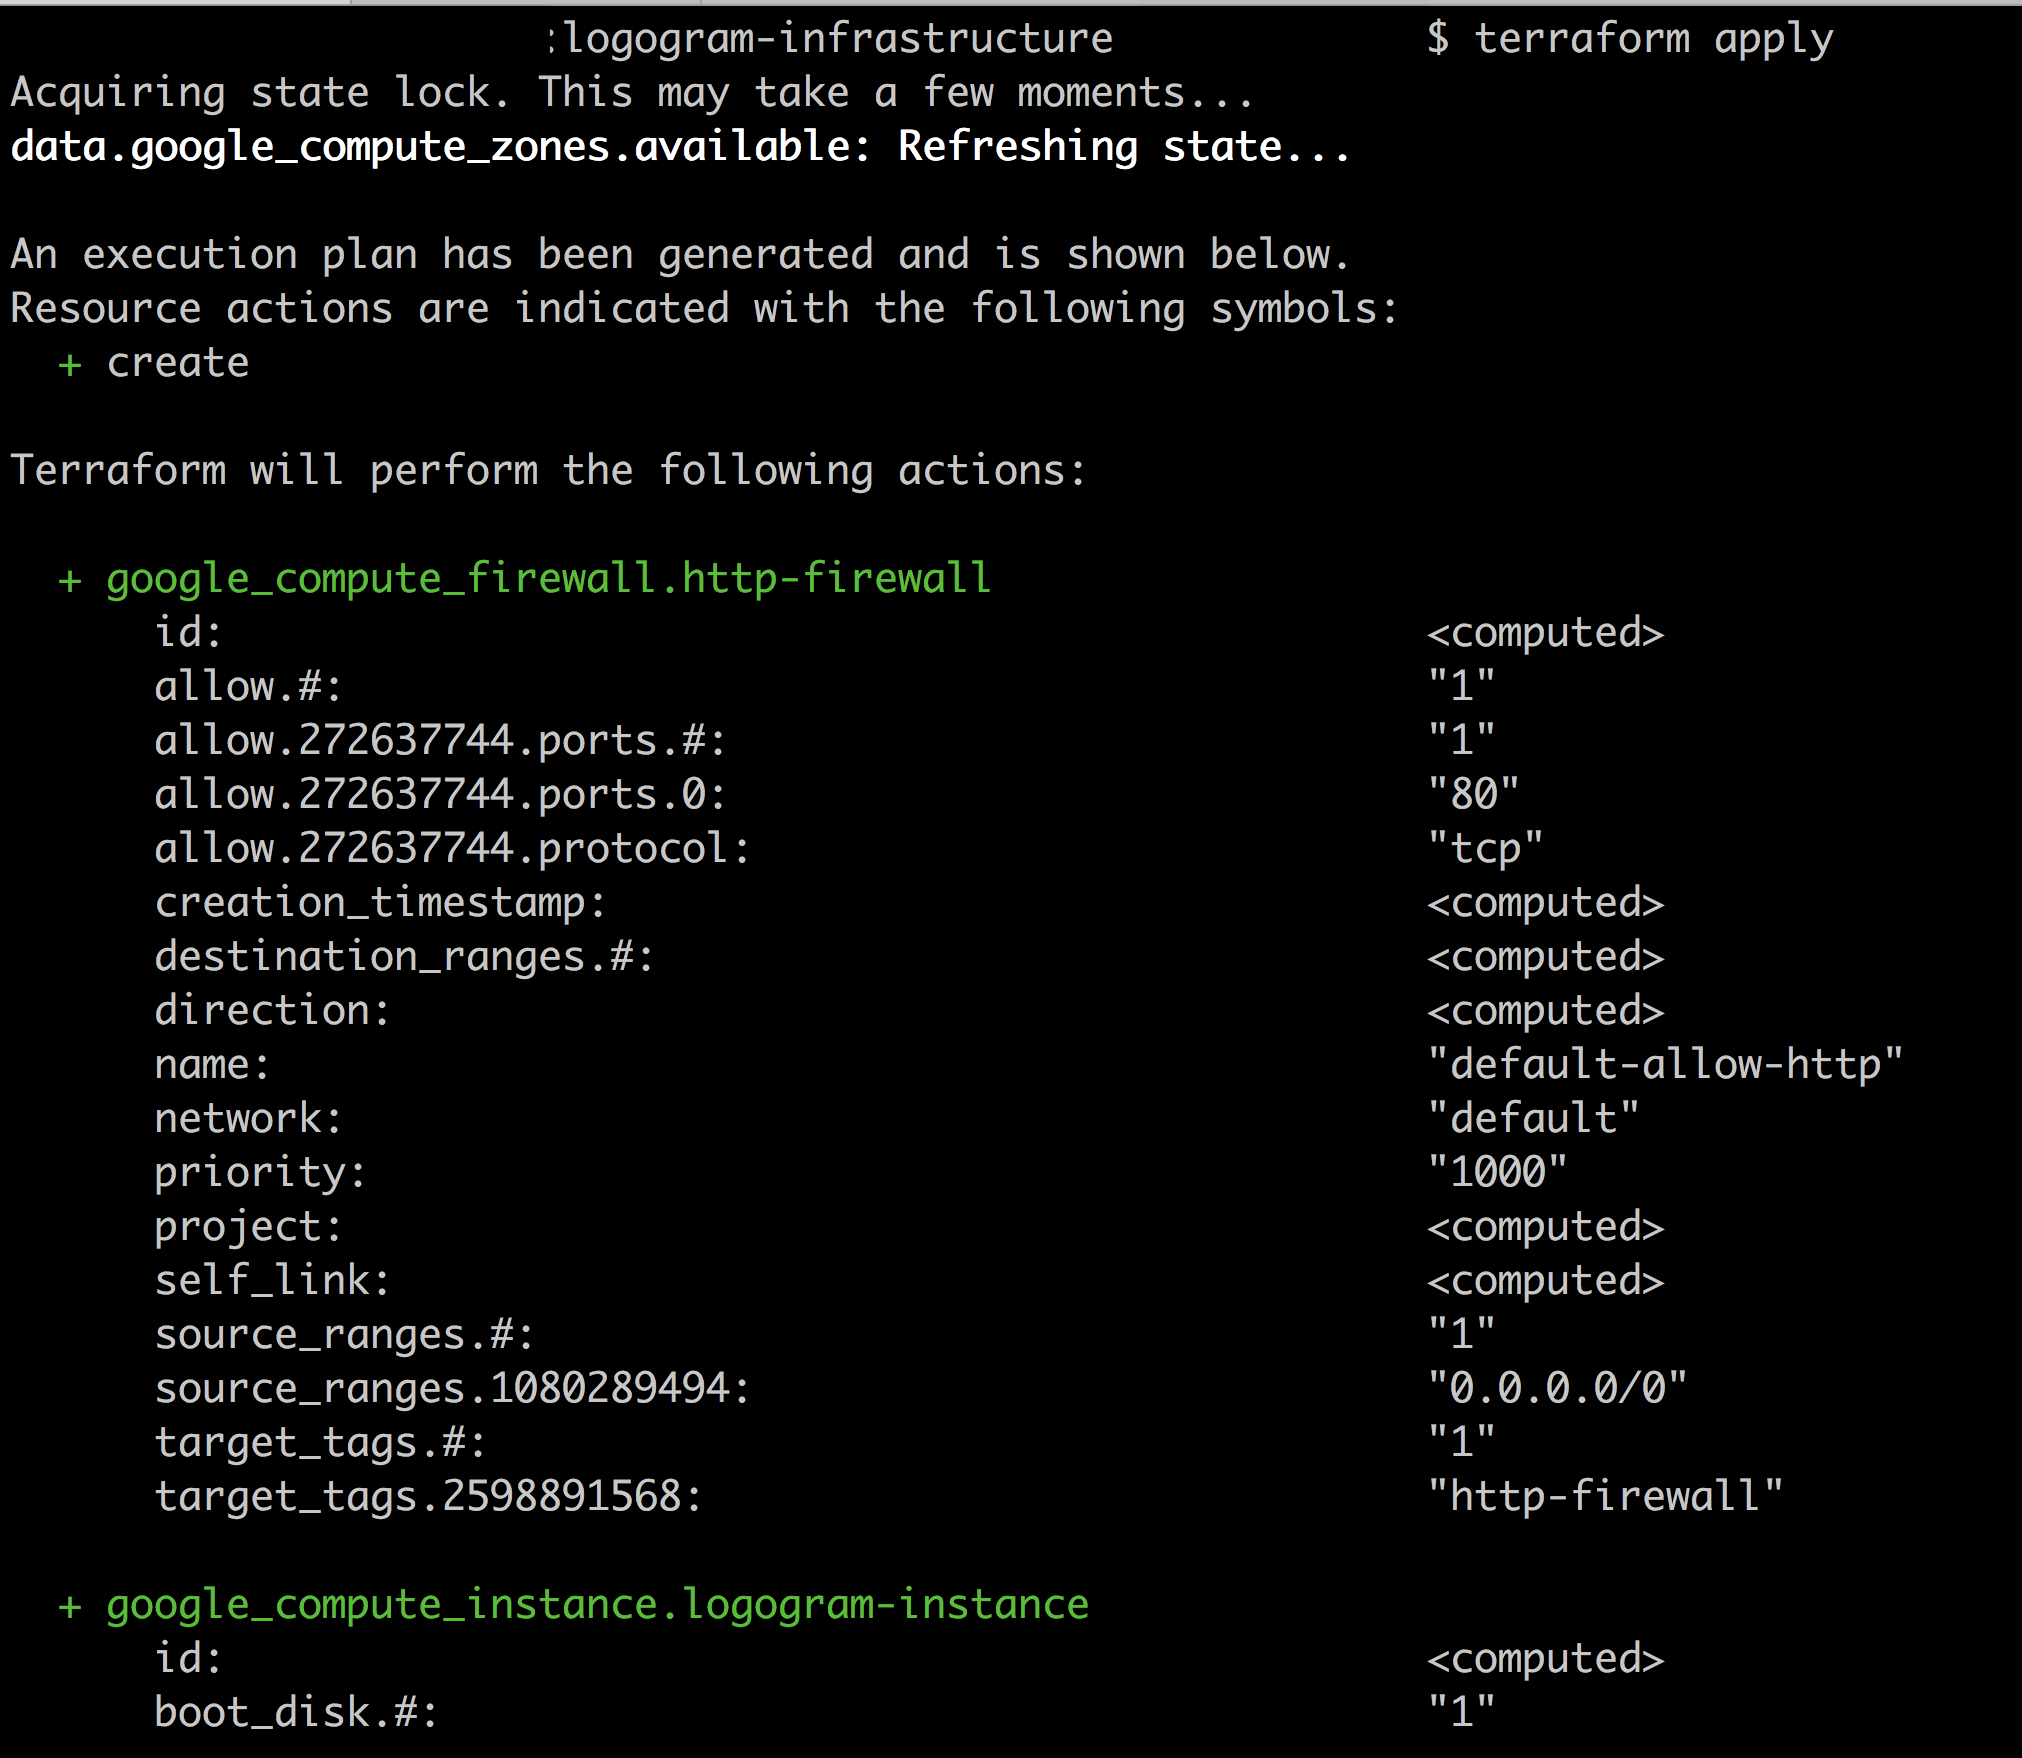 :logogram-infrastructure $ terraform apply
Acquiring state lock. This may take a few moments...
data.google_compute_zones.available: Refreshing state...
An execution plan has been generated and is shown below.
Resource actions are indicated with the following symbols:
+ create
Terraform will perform the following actions:
+ google_compute_firewall.http-firewall
id: <computed>
allow.#: "1"
allow.272637744.ports.#: "1"
allow.272637744.ports.0: "80"
allow.272637744.protocol: "tcp"
creation_timestamp: <computed>
destination_ranges.#: <computed>
direction: <computed>
name: "default-allow-http"
network: "default"
priority: "1000"
project: <computed>
self_link: <computed>
source_ranges.#: "1"
source_ranges.1080289494: "0.0.0.0/0"
target_tags.#: "1"
target_tags.2598891568: "http-firewall"
+ google_compute_instance.logogram-instance
id: <computed>
boot_disk.#: "1"